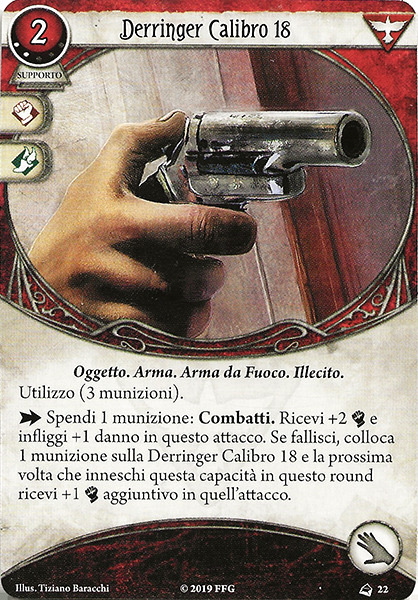 Derringer Calibro 18
2
SUPPORTO
Oggetto. Arma. Arma da Fuoco. Illecito.
Utilizo (3 munizioni).
Spendi 1 munizione: Combatti. Ricevi +2 e
infliggi +1 danno in questo attacco. Se fallisci, colloca
1 munizione sulla Derringer Calibro 18 e la prossima
volta che inneschi questa capacità in questo round
ricevi +1 aggiuntivo in quell'attacco.
Illus. Tiziano Baracchi © 2019 FFG 22